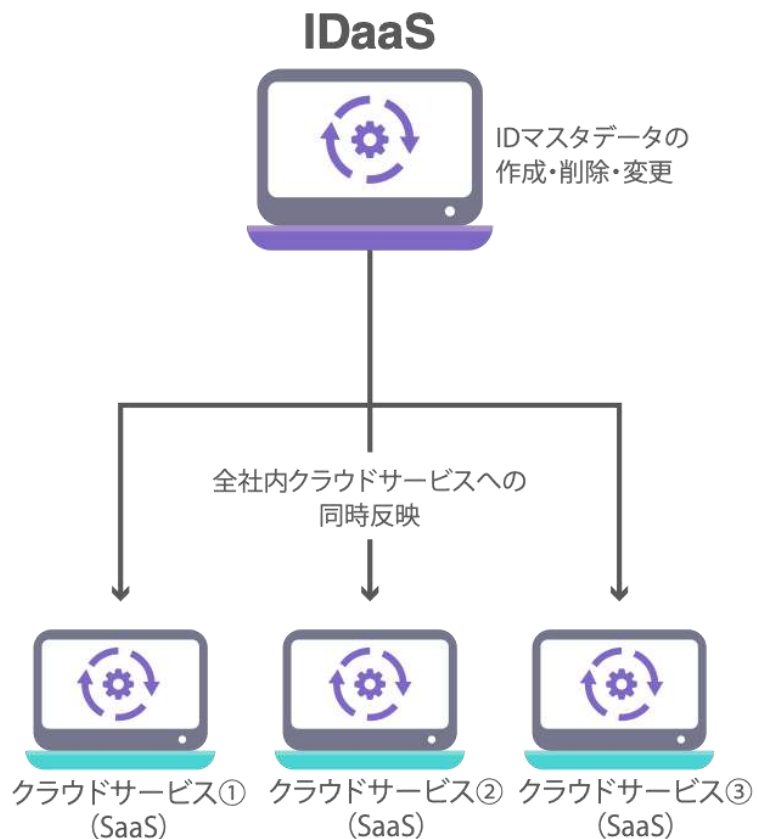 IDaaS
IDマスタデータの
作成・削除・変更
全社内クラウドサービスへの
同時反映
クラウドサービス①
(SaaS)
クラウドサービス②
(SaaS)
クラウドサービス③
(SaaS)